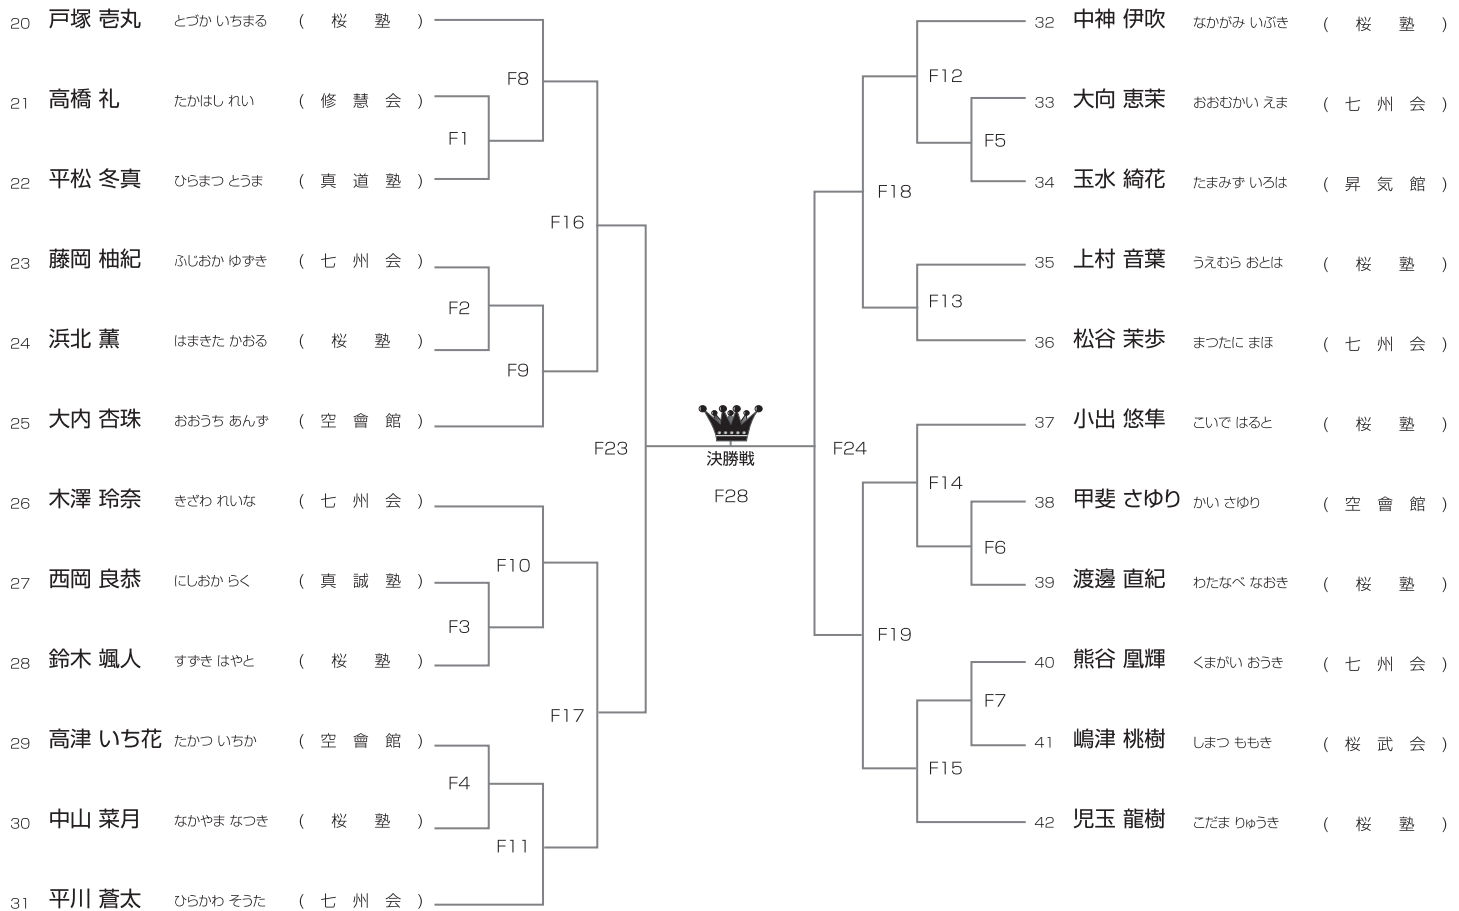 20 戸塚 壱丸 とづか いちまる ( 桜 塾 )
21 高橋 礼 たかはし れい ( 修 慧 会 )
22 平松 冬真 ひらまつ とうま ( 真 道 塾 )
23 藤岡 柚紀 ふじおか ゆずき ( 七 州 会 )
24 浜北 薫 はまきた かおる ( 桜 塾 )
25 大内 杏珠 おおうち あんず ( 空 會 館 )
26 木澤 玲奈 きざわ れいな ( 七 州 会 )
27 西岡 良恭 にしおか らく ( 真 誠 塾 )
28 鈴木 颯人 すずき はやと ( 桜 塾 )
29 高津 いち花 たかつ いちか ( 空 會 館 )
30 中山 菜月 なかやま なつき ( 桜 塾 )
31 平川 蒼太 ひらかわ そうた ( 七 州 会 )
F8
F1
F16
F2
F9
F23
F10
F3
F17
F4
F11
決勝戦
F28
F12
F5
F18
F13
F24
F14
F6
F19
F7
F15
32 中神 伊吹 なかがみ いぶき ( 桜 塾 )
33 大向 恵茉 おおむかい えま ( 七 州 会 )
34 玉水 綺花 たまみず いろは ( 昇 気 館 )
35 上村 音葉 うえむら おとは ( 桜 塾 )
36 松谷 茉歩 まつたに まほ ( 七 州 会 )
37 小出 悠隼 こいで はると ( 桜 塾 )
38 甲斐 さゆり かい さゆり ( 空 會 館 )
39 渡邊 直紀 わたなべ なおき ( 桜 塾 )
40 熊谷 凰輝 くまがい おうき ( 七 州 会 )
41 嶋津 桃樹 しまつ ももき ( 桜 武 会 )
42 児玉 龍樹 こだま りゅうき ( 桜 塾 )